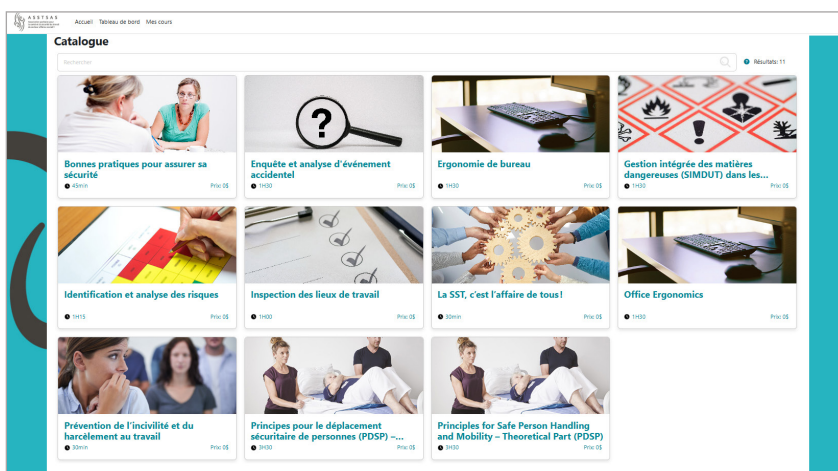 ASSTSAS
Accueil Tableau de bord Mes cours
Catalogue
Rechercher
Résultats: 11
?
Bonnes pratiques pour assurer sa
sécurité
45min Prix: 0$
Enquête et analyse d'événement
accidentel
1H30 Prix: 0$
Ergonomie de bureau
1H30 Prix: 0$
Gestion intégrée des matières
dangereuses (SIMDUT) dans les...
1H30 Prix: 0$
Identification et analyse des risques
1H15 Prix: 0$
Inspection des lieux de travail
1H00 Prix: 0$
La SST, c'est l'affaire de tous!
30min Prix: 0$
Office Ergonomics
1H30 Prix: 0$
Prévention de l'incivilité et du
harcèlement au travail
30min Prix: 0$
Principes pour le déplacement
sécuritaire de personnes (PDSP) –...
3H30 Prix: 0$
Principles for Safe Person Handling
and Mobility – Theoretical Part (PDSP)
3H30 Prix: 0$